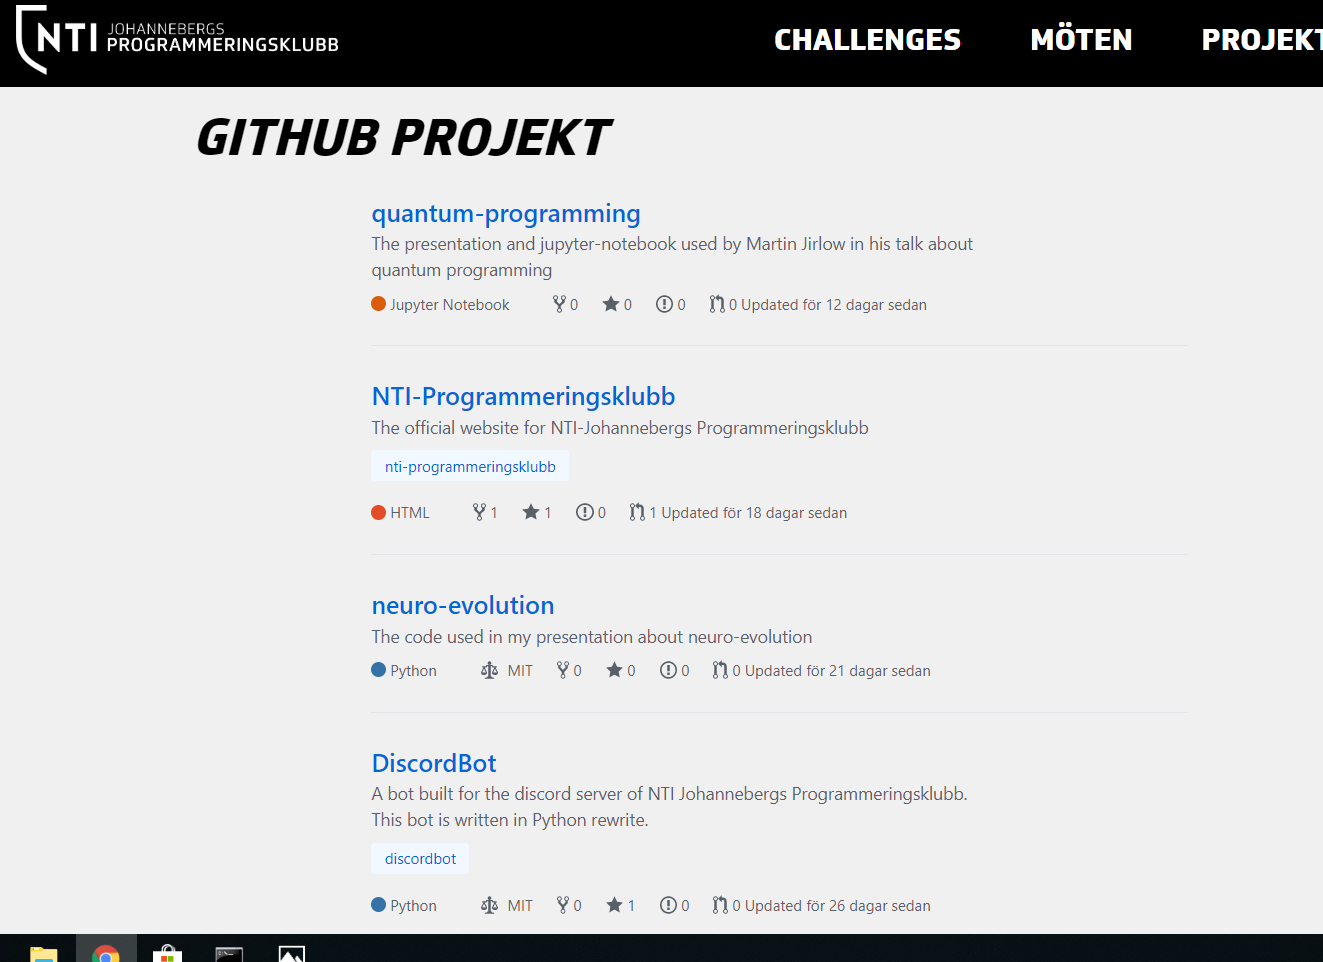 NTI JOHANNEBERGS
PROGRAMMERINGSKLUBB
CHALLENGES MÖTEN PROJEKT
GITHUB PROJEKT
quantum-programming
The presentation and jupyter-notebook used by Martin Jirlow in his talk about
quantum programming
Jupyter Notebook 0 0 0 0 Updated för 12 dagar sedan
NTI-Programmeringsklubb
The official website for NTI-Johannebergs Programmeringsklubb
nti-programmeringsklubb
HTML 1 1 0 1 Updated för 18 dagar sedan
neuro-evolution
The code used in my presentation about neuro-evolution
Python MIT 0 0 0 0 Updated för 21 dagar sedan
DiscordBot
A bot built for the discord server of NTI Johannebergs Programmeringsklubb.
This bot is written in Python rewrite.
discordbot
Python MIT 0 1 0 0 Updated för 26 dagar sedan